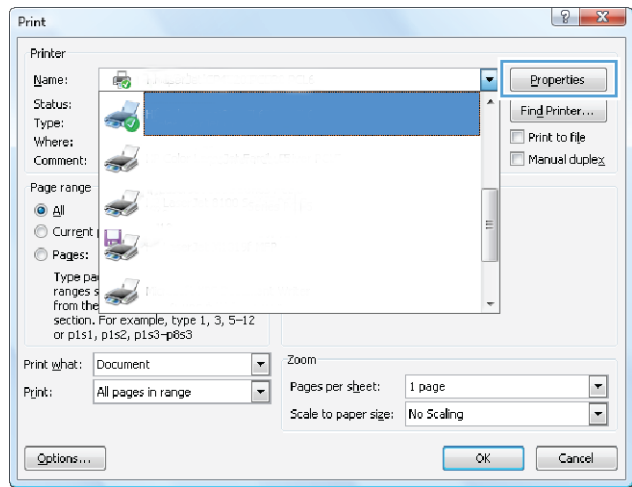 Print
Printer
Name:
Properties
Status:
Find Printer...
Type:
Print to file
Where:
Manual duplex
Comment:
Page range
All
Current
Pages:
Type
ranges
from the
section. For example, type 1, 3, 5–12
or p1s1, p1s2, p1s3–p8s3
Print what: Document
Zoom
Print: All pages in range
Pages per sheet: 1 page
Scale to paper size: No Scaling
Options...
OK
Cancel